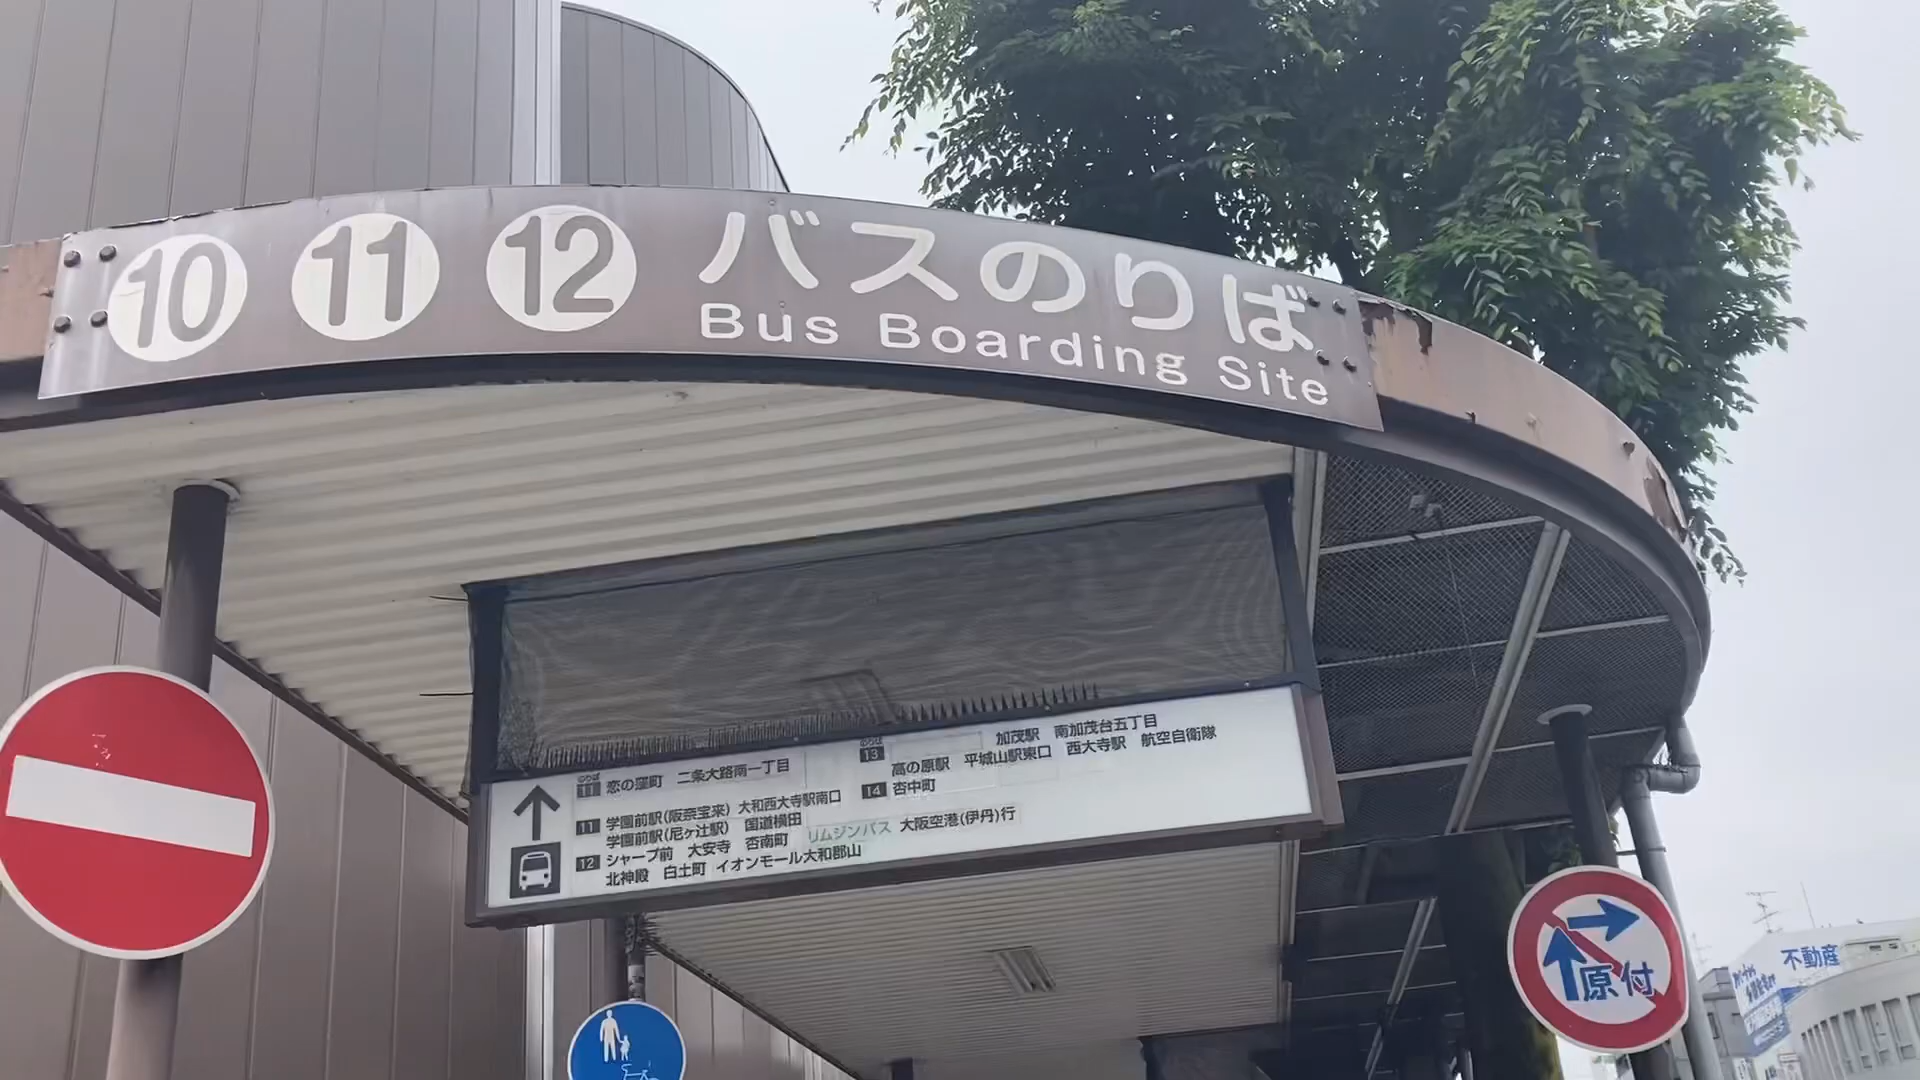 10 11 12 バスのりば
Bus Boarding Site
のりば
恋の窪町 二条大路南一丁目
11 学園前駅(阪奈宝来) 大和西大寺駅南口
学園前駅(尼ヶ辻駅) 国道横田
12 シャープ前 大安寺 杏南町 リムジンバス 大阪空港(伊丹)行
北神殿 白土町 イオンモール大和郡山
のりば
13 加茂駅 南加茂台五丁目
高の原駅 平城山駅東口 西大寺駅 航空自衛隊
14 杏中町
原付
不動産